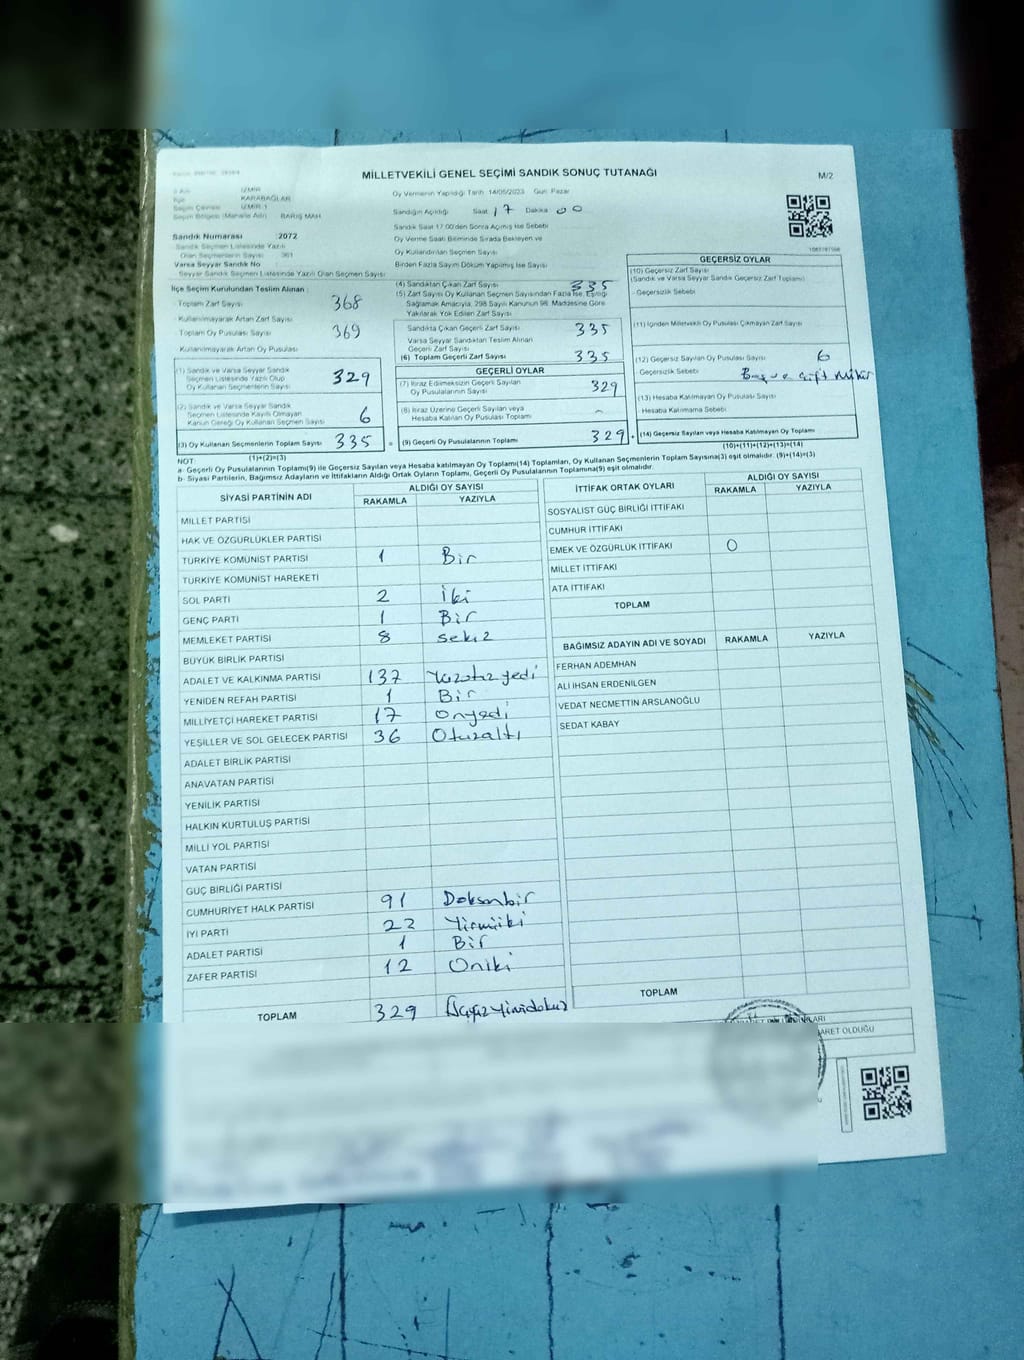 MİLLETVEKİLİ GENEL SEÇİMİ SANDIK SONUÇ TUTANAĞI
M/2
İZMİR
KARABAĞLAR
İZMİR 1
Seçim Bölgesi (Mahalle Adı) BARIŞ MAH.
Oy Vermenin Yapıldığı Tarih: 14/05/2023 Gün: Pazar
Sandığın Açıldığı Saat 17 Dakika 00
Sandık Saat 17:00'den Sonra Açılmış İse Sebebi
Oy Verme Saati Bitiminde Sırada Bekleyen ve
Oy Kullandırılan Seçmen Sayısı
Birden Fazla Sayım Döküm Yapılmış İse Sayısı
Sandık Numarası : 2072
Sandık Seçmen Listesinde Yazılı
Olan Seçmenlerin Sayısı : 361
Varsa Seyyar Sandık No
Seyyar Sandık Seçmen Listesinde Yazılı Olan Seçmen Sayısı
İlçe Seçim Kurulundan Teslim Alınan :
- Toplam Zarf Sayısı 368
- Kullanılmayarak Artan Zarf Sayısı
- Toplam Oy Pusulası Sayısı 369
- Kullanılmayarak Artan Oy Pusulası
(1) Sandık ve Varsa Seyyar Sandık
Seçmen Listesinde Yazılı Olup
Oy Kullanan Seçmenlerin Sayısı 329
(2) Sandık ve Varsa Seyyar Sandık
Seçmen Listesinde Kayıtlı Olmayan
Kanun Gereği Oy Kullanan Seçmen Sayısı 6
(3) Oy Kullanan Seçmenlerin Toplam Sayısı 335
(1)+(2)=(3)
(4) Sandıktan Çıkan Zarf Sayısı 335
(5) Zarf Sayısı Oy Kullanan Seçmen Sayısından Fazla İse, Eşitliği
Sağlamak Amacıyla, 298 Sayılı Kanunun 98. Maddesine Göre
Yakılarak Yok Edilen Zarf Sayısı
Sandıkta Çıkan Geçerli Zarf Sayısı 335
Varsa Seyyar Sandıktan Teslim Alınan
Geçerli Zarf Sayısı
(6) Toplam Geçerli Zarf Sayısı 335
GEÇERLİ OYLAR
(7) İtiraz Edilmeksizin Geçerli Sayılan
Oy Pusulalarının Sayısı 329
(8) İtiraz Üzerine Geçerli Sayılan veya
Hesaba Katılan Oy Pusulası Toplamı -
= (9) Geçerli Oy Pusulalarının Toplamı 329 +
GEÇERSİZ OYLAR
(10) Geçersiz Zarf Sayısı
(Sandık ve Varsa Seyyar Sandık Geçersiz Zarf Toplamı)
- Geçersizlik Sebebi
(11) İçinden Milletvekili Oy Pusulası Çıkmayan Zarf Sayısı
(12) Geçersiz Sayılan Oy Pusulası Sayısı 6
Geçersizlik Sebebi Boş ve Çift Mühür
(13) Hesaba Katılmayan Oy Pusulası Sayısı
Hesaba Katılmama Sebebi
(14) Geçersiz Sayılan veya Hesaba Katılmayan Oy Toplamı
(10)+(11)+(12)+(13)=(14)
NOT
a- Geçerli Oy Pusulalarının Toplamı(9) ile Geçersiz Sayılan veya Hesaba katılmayan Oy Toplamı(14) Toplamları, Oy Kullanan Seçmenlerin Toplam Sayısına(3) eşit olmalıdır. (9)+(14)=(3)
b- Siyasi Partilerin, Bağımsız Adayların ve İttifakların Aldığı Ortak Oyların Toplamı, Geçerli Oy Pusulalarının Toplamına(9) eşit olmalıdır.
SİYASİ PARTİNİN ADI
ALDIĞI OY SAYISI
RAKAMLA YAZIYLA
MİLLET PARTİSİ
HAK VE ÖZGÜRLÜKLER PARTİSİ
TÜRKİYE KOMÜNİST PARTİSİ 1 Bir
TÜRKİYE KOMÜNİST HAREKETİ
SOL PARTİ 2 İki
GENÇ PARTİ 1 Bir
MEMLEKET PARTİSİ 8 sekiz
BÜYÜK BİRLİK PARTİSİ
ADALET VE KALKINMA PARTİSİ 137 Yüzotuzyedi
YENİDEN REFAH PARTİSİ 1 Bir
MİLLİYETÇİ HAREKET PARTİSİ 17 Onyedi
YEŞİLLER VE SOL GELECEK PARTİSİ 36 Otuzaltı
ADALET BİRLİK PARTİSİ
ANAVATAN PARTİSİ
YENİLİK PARTİSİ
HALKIN KURTULUŞ PARTİSİ
MİLLİ YOL PARTİSİ
VATAN PARTİSİ
GÜÇ BİRLİĞİ PARTİSİ
CUMHURİYET HALK PARTİSİ 91 Doksanbir
İYİ PARTİ 22 Yirmiiki
ADALET PARTİSİ 1 Bir
ZAFER PARTİSİ 12 Oniki
TOPLAM 329 Üçyüzyirmidokuz
İTTİFAK ORTAK OYLARI
ALDIĞI OY SAYISI
RAKAMLA YAZIYLA
SOSYALİST GÜÇ BİRLİĞİ İTTİFAKI
CUMHUR İTTİFAKI
EMEK VE ÖZGÜRLÜK İTTİFAKI 0
MİLLET İTTİFAKI
ATA İTTİFAKI
TOPLAM
BAĞIMSIZ ADAYIN ADI VE SOYADI RAKAMLA YAZIYLA
FERHAN ADEMHAN
ALİ İHSAN ERDENİLGEN
VEDAT NECMETTİN ARSLANOĞLU
SEDAT KABAY
TOPLAM
ARET OLDUĞU